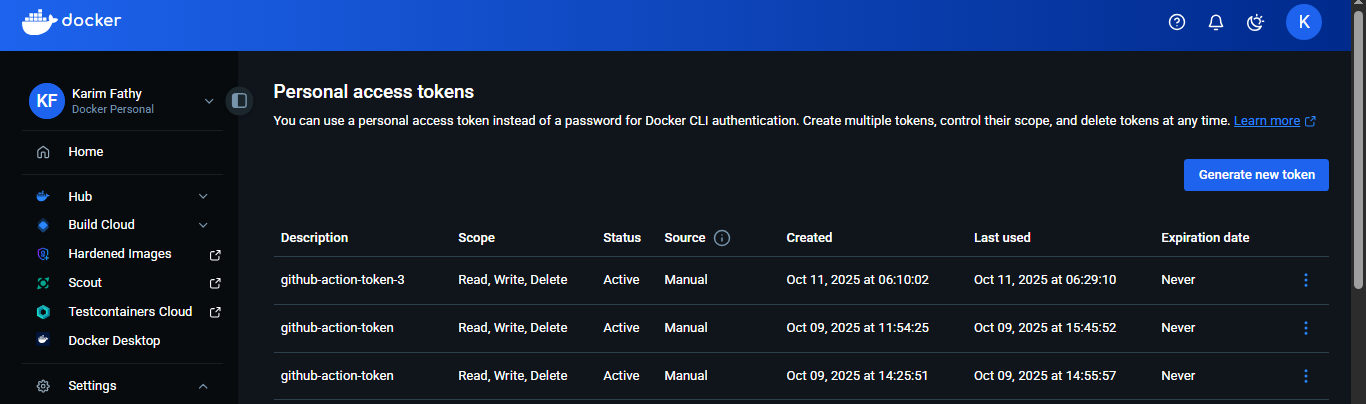 docker
K
KF
Karim Fathy
Docker Personal
Home
Hub
Build Cloud
Hardened Images
Scout
Testcontainers Cloud
Docker Desktop
Settings
Personal access tokens
You can use a personal access token instead of a password for Docker CLI authentication. Create multiple tokens, control their scope, and delete tokens at any time. Learn more
Generate new token
Description Scope Status Source Created Last used Expiration date
github-action-token-3 Read, Write, Delete Active Manual Oct 11, 2025 at 06:10:02 Oct 11, 2025 at 06:29:10 Never
github-action-token Read, Write, Delete Active Manual Oct 09, 2025 at 11:54:25 Oct 09, 2025 at 15:45:52 Never
github-action-token Read, Write, Delete Active Manual Oct 09, 2025 at 14:25:51 Oct 09, 2025 at 14:55:57 Never